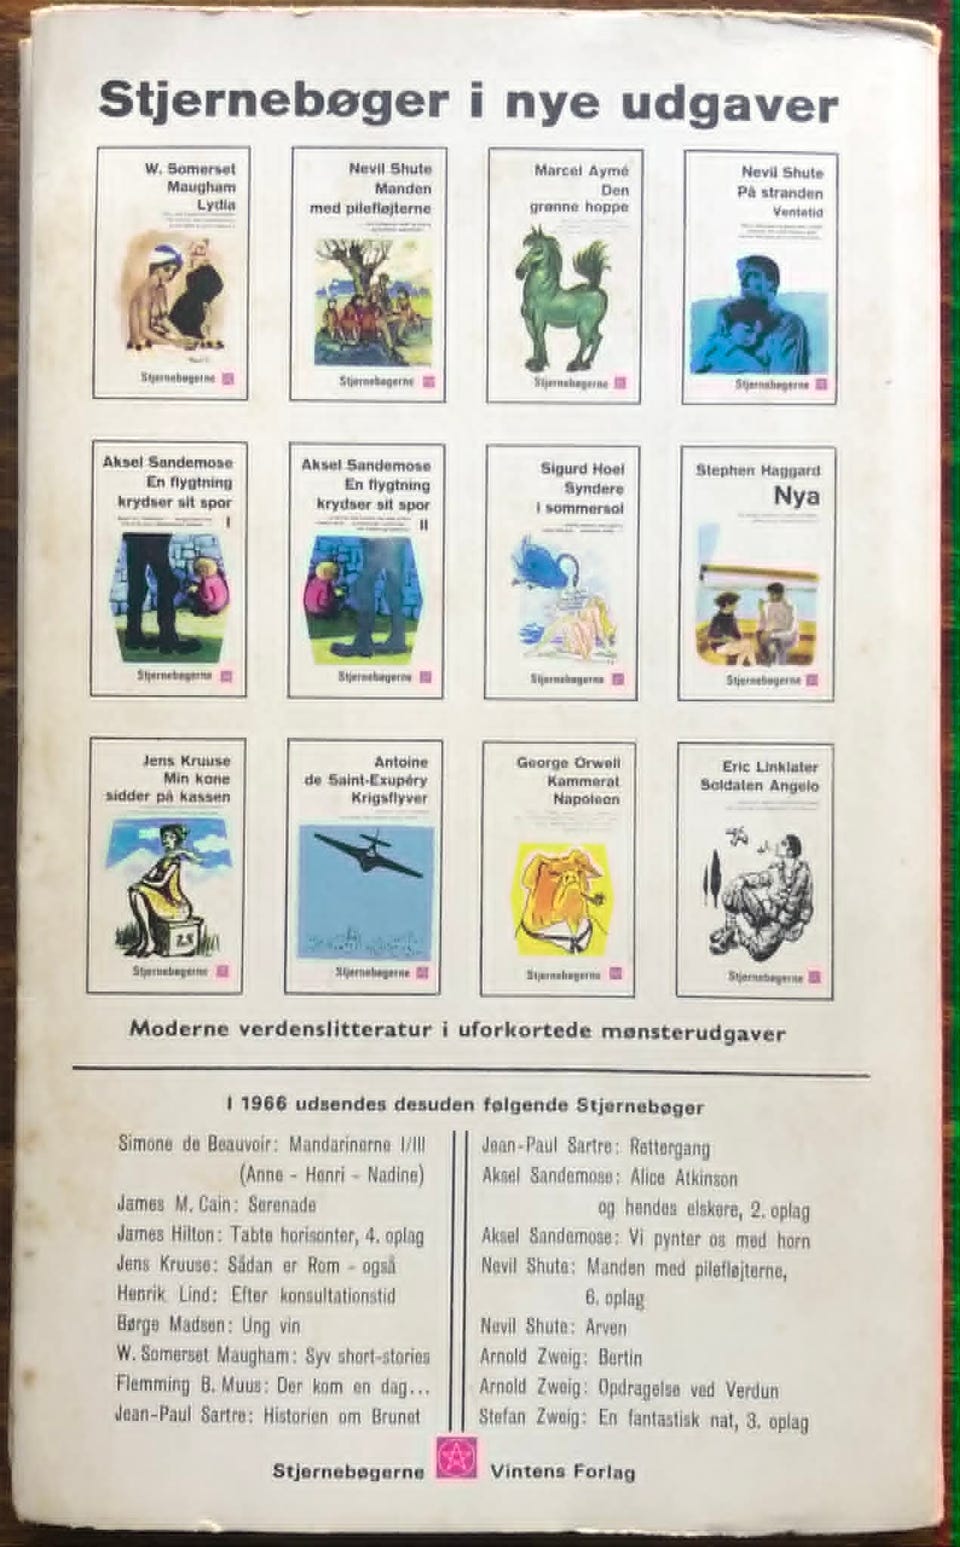 Stjernebøger i nye udgaver
W. Somerset
Maugham
Lydia
Stjernebøgerne
Nevil Shute
Manden
med pilefløjterne
Stjernebøgerne
Marcel Aymé
Den
grønne hoppe
Stjernebøgerne
Nevil Shute
På stranden
Ventetid
Stjernebøgerne
Aksel Sandemose
En flygtning
krydser sit spor
I
Stjernebøgerne
Aksel Sandemose
En flygtning
krydser sit spor
II
Stjernebøgerne
Sigurd Hoel
Syndere
i sommersol
Stjernebøgerne
Stephen Haggard
Nya
Stjernebøgerne
Jens Kruuse
Min kone
sidder på kassen
Stjernebøgerne
Antoine
de Saint-Exupéry
Krigsflyver
Stjernebøgerne
George Orwell
Kammerat
Napoleon
Stjernebøgerne
Eric Linklater
Soldaten Angelo
Stjernebøgerne
Moderne verdenslitteratur i uforkortede mønsterudgaver
I 1966 udsendes desuden følgende Stjernebøger
Simone de Beauvoir: Mandarinerne I/III
(Anne - Henri - Nadine)
James M. Cain: Serenade
James Hilton: Tabte horisonter, 4. oplag
Jens Kruuse: Sådan er Rom - også
Henrik Lind: Efter konsultationstid
Børge Madsen: Ung vin
W. Somerset Maugham: Syv short-stories
Flemming B. Muus: Der kom en dag...
Jean-Paul Sartre: Historien om Brunet
Jean-Paul Sartre: Rettergang
Aksel Sandemose: Alice Atkinson
og hendes elskere, 2. oplag
Aksel Sandemose: Vi pynter os med horn
Nevil Shute: Manden med pilefløjterne,
6. oplag
Nevil Shute: Arven
Arnold Zweig: Bertin
Arnold Zweig: Opdragelse ved Verdun
Stefan Zweig: En fantastisk nat, 3. oplag
Stjernebøgerne Vintens Forlag